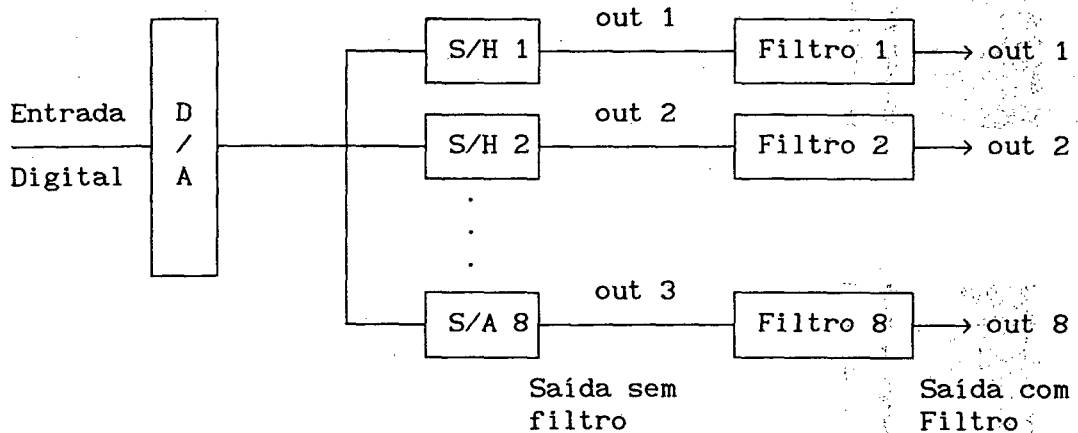 out 1
S/H 1 Filtro 1 out 1
Entrada D out 2
/ S/H 2 Filtro 2 out 2
Digital A
out 3
S/A 8 Filtro 8 out 8
Saída sem Saída com
filtro Filtro